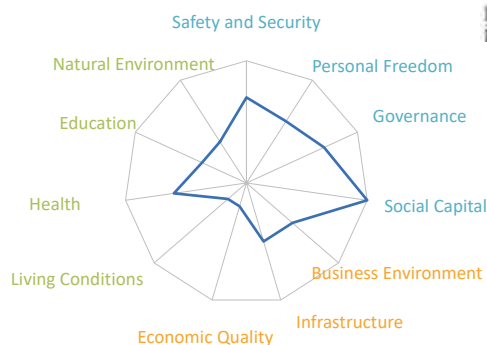 Safety and Security
Natural Environment
Personal Freedom
Education
Governance
Health
Social Capital
Living Conditions
Business Environment
Infrastructure
Economic Quality